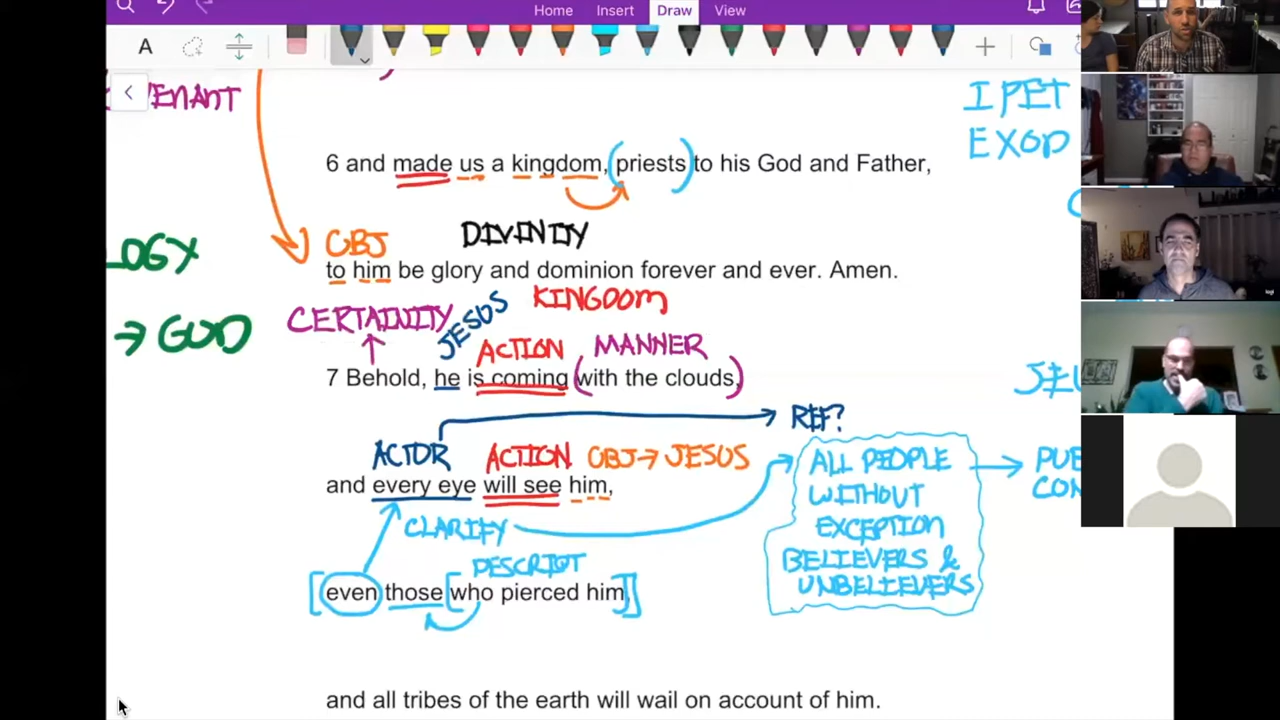 Home Insert Draw View
A
VENANT
I PET
EXOD
6 and made us a kingdom, (priests) to his God and Father,
OBJ DIVINITY
LOGY
to him be glory and dominion forever and ever. Amen.
KINGDOM
CERTAINITY JESUS
→ GOD
ACTION MANNER
7 Behold, he is coming (with the clouds,)
REF?
ACTOR ACTION OBJ→JESUS
ALL PEOPLE
WITHOUT
EXCEPTION
BELIEVERS &
UNBELIEVERS
and every eye will see him,
CLARIFY
DESCRIPT
[even those [who pierced him,]]
and all tribes of the earth will wail on account of him.